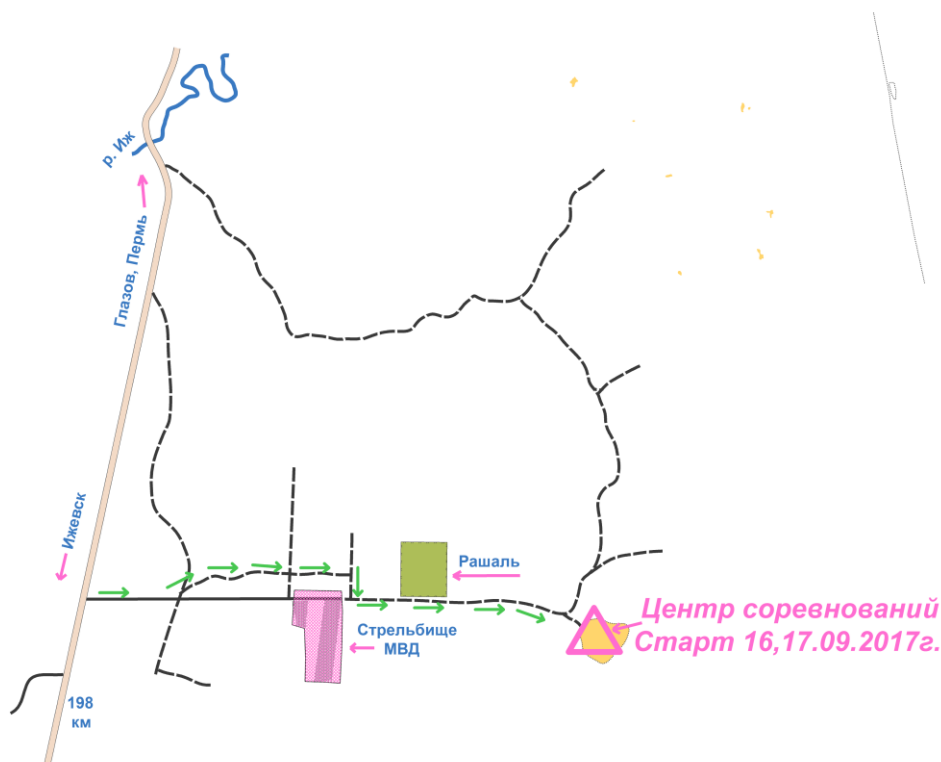 р. Иж
Глазов, Пермь
Ижевск
Рашаль
Центр соревнований
Старт 16,17.09.2017г.
Стрельбище
МВД
198
км